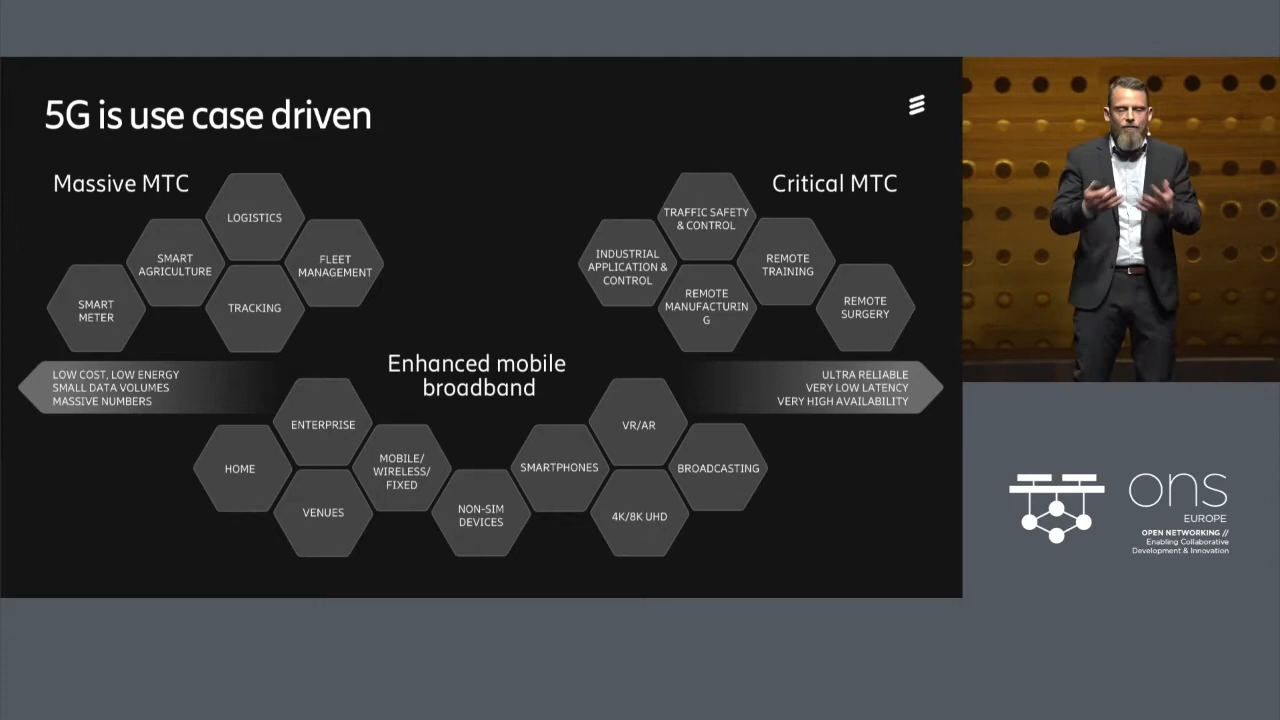 5G is use case driven
Massive MTC
LOGISTICS
SMART
AGRICULTURE
FLEET
MANAGEMENT
SMART
METER
TRACKING
LOW COST, LOW ENERGY
SMALL DATA VOLUMES
MASSIVE NUMBERS
Critical MTC
TRAFFIC SAFETY
& CONTROL
INDUSTRIAL
APPLICATION &
CONTROL
REMOTE
TRAINING
REMOTE
MANUFACTURIN
G
REMOTE
SURGERY
ULTRA RELIABLE
VERY LOW LATENCY
VERY HIGH AVAILABILITY
Enhanced mobile
broadband
ENTERPRISE
HOME
MOBILE/
WIRELESS/
FIXED
VENUES
NON-SIM
DEVICES
SMARTPHONES
VR/AR
BROADCASTING
4K/8K UHD
ons
EUROPE
OPEN NETWORKING //
Enabling Collaborative
Development & Innovation